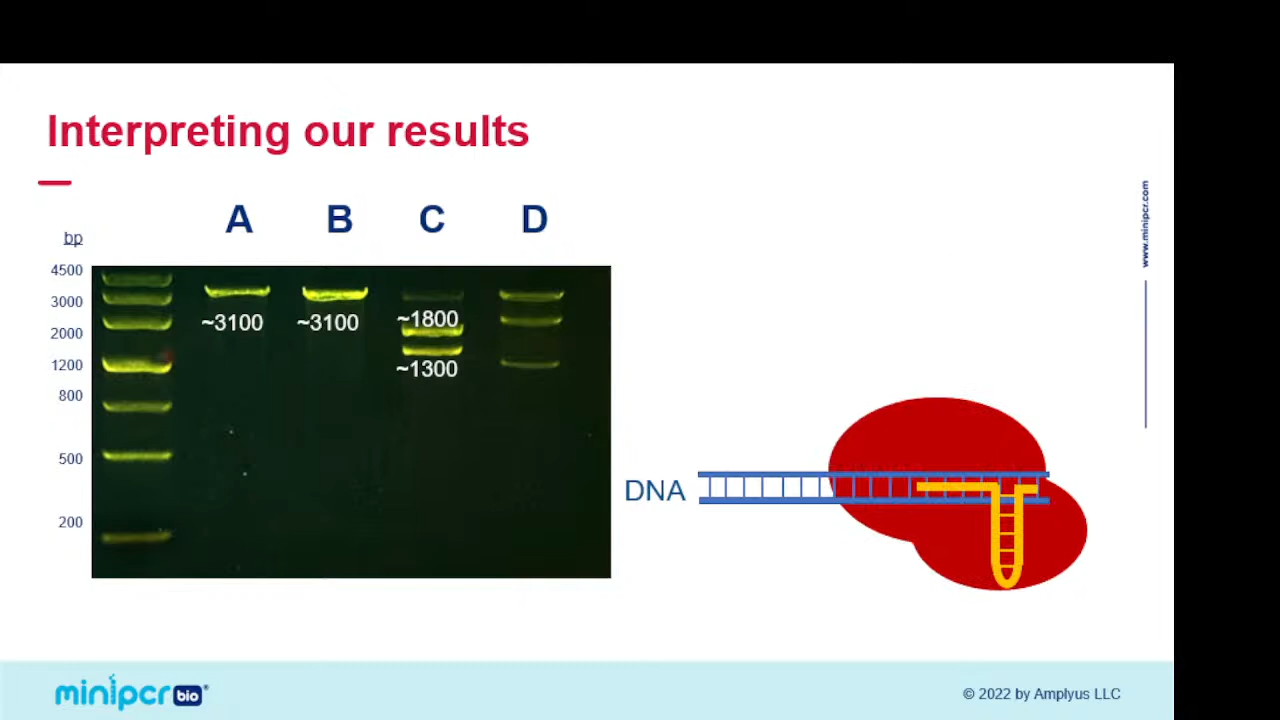 Interpreting our results
www.minipcr.com
A B C D
bp
4500
3000
2000
1200
800
500
200
~3100 ~3100 ~1800
~1300
DNA
minipcr bio®
© 2022 by Amplyus LLC